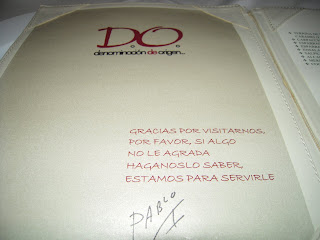 D.O.
denominación de origen...
GRACIAS POR VISITARNOS,
POR FAVOR, SI ALGO
NO LE AGRADA
HAGANOSLO SABER,
ESTAMOS PARA SERVIRLE
PABLO